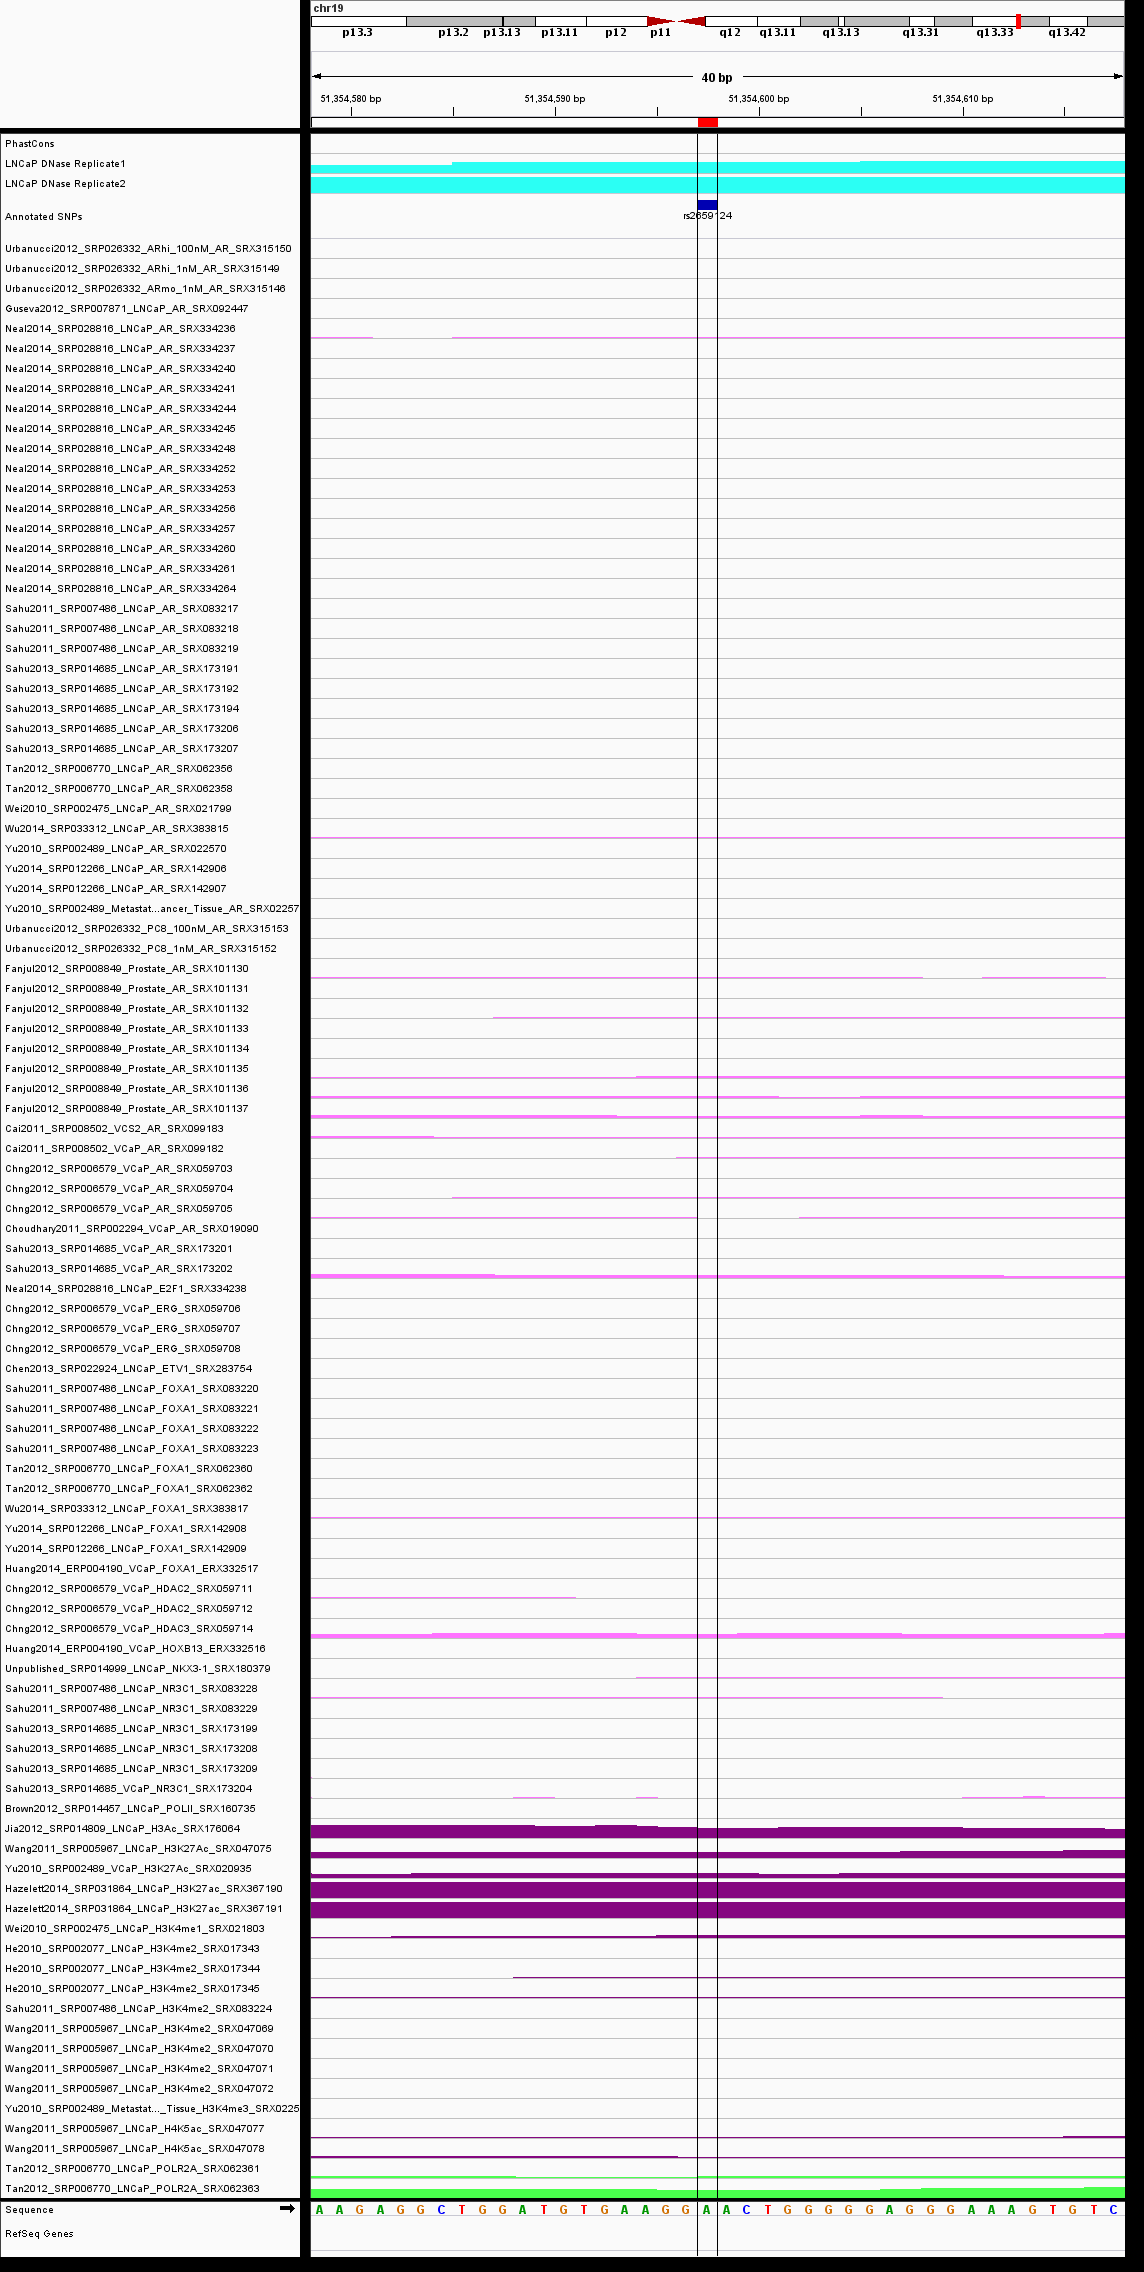 chr19
p13.3 p13.2 p13.13 p13.11 p12 p11 q12 q13.11 q13.13 q13.31 q13.33 q13.42
40 bp
51,354,580 bp 51,354,590 bp 51,354,600 bp 51,354,610 bp
PhastCons
LNCaP DNase Replicate1
LNCaP DNase Replicate2
Annotated SNPs rs2659124
Urbanucci2012_SRP026332_ARhi_100nM_AR_SRX315150
Urbanucci2012_SRP026332_ARhi_1nM_AR_SRX315149
Urbanucci2012_SRP026332_ARmo_1nM_AR_SRX315146
Guseva2012_SRP007871_LNCaP_AR_SRX092447
Neal2014_SRP028816_LNCaP_AR_SRX334236
Neal2014_SRP028816_LNCaP_AR_SRX334237
Neal2014_SRP028816_LNCaP_AR_SRX334240
Neal2014_SRP028816_LNCaP_AR_SRX334241
Neal2014_SRP028816_LNCaP_AR_SRX334244
Neal2014_SRP028816_LNCaP_AR_SRX334245
Neal2014_SRP028816_LNCaP_AR_SRX334248
Neal2014_SRP028816_LNCaP_AR_SRX334252
Neal2014_SRP028816_LNCaP_AR_SRX334253
Neal2014_SRP028816_LNCaP_AR_SRX334256
Neal2014_SRP028816_LNCaP_AR_SRX334257
Neal2014_SRP028816_LNCaP_AR_SRX334260
Neal2014_SRP028816_LNCaP_AR_SRX334261
Neal2014_SRP028816_LNCaP_AR_SRX334264
Sahu2011_SRP007486_LNCaP_AR_SRX083217
Sahu2011_SRP007486_LNCaP_AR_SRX083218
Sahu2011_SRP007486_LNCaP_AR_SRX083219
Sahu2013_SRP014685_LNCaP_AR_SRX173191
Sahu2013_SRP014685_LNCaP_AR_SRX173192
Sahu2013_SRP014685_LNCaP_AR_SRX173194
Sahu2013_SRP014685_LNCaP_AR_SRX173206
Sahu2013_SRP014685_LNCaP_AR_SRX173207
Tan2012_SRP006770_LNCaP_AR_SRX062356
Tan2012_SRP006770_LNCaP_AR_SRX062358
Wei2010_SRP002475_LNCaP_AR_SRX021799
Wu2014_SRP033312_LNCaP_AR_SRX383815
Yu2010_SRP002489_LNCaP_AR_SRX022570
Yu2014_SRP012266_LNCaP_AR_SRX142906
Yu2014_SRP012266_LNCaP_AR_SRX142907
Yu2010_SRP002489_Metastat...ancer_Tissue_AR_SRX02257
Urbanucci2012_SRP026332_PC8_100nM_AR_SRX315153
Urbanucci2012_SRP026332_PC8_1nM_AR_SRX315152
Fanjul2012_SRP008849_Prostate_AR_SRX101130
Fanjul2012_SRP008849_Prostate_AR_SRX101131
Fanjul2012_SRP008849_Prostate_AR_SRX101132
Fanjul2012_SRP008849_Prostate_AR_SRX101133
Fanjul2012_SRP008849_Prostate_AR_SRX101134
Fanjul2012_SRP008849_Prostate_AR_SRX101135
Fanjul2012_SRP008849_Prostate_AR_SRX101136
Fanjul2012_SRP008849_Prostate_AR_SRX101137
Cai2011_SRP008502_VCS2_AR_SRX099183
Cai2011_SRP008502_VCaP_AR_SRX099182
Chng2012_SRP006579_VCaP_AR_SRX059703
Chng2012_SRP006579_VCaP_AR_SRX059704
Chng2012_SRP006579_VCaP_AR_SRX059705
Choudhary2011_SRP002294_VCaP_AR_SRX019090
Sahu2013_SRP014685_VCaP_AR_SRX173201
Sahu2013_SRP014685_VCaP_AR_SRX173202
Neal2014_SRP028816_LNCaP_E2F1_SRX334238
Chng2012_SRP006579_VCaP_ERG_SRX059706
Chng2012_SRP006579_VCaP_ERG_SRX059707
Chng2012_SRP006579_VCaP_ERG_SRX059708
Chen2013_SRP022924_LNCaP_ETV1_SRX283754
Sahu2011_SRP007486_LNCaP_FOXA1_SRX083220
Sahu2011_SRP007486_LNCaP_FOXA1_SRX083221
Sahu2011_SRP007486_LNCaP_FOXA1_SRX083222
Sahu2011_SRP007486_LNCaP_FOXA1_SRX083223
Tan2012_SRP006770_LNCaP_FOXA1_SRX062360
Tan2012_SRP006770_LNCaP_FOXA1_SRX062362
Wu2014_SRP033312_LNCaP_FOXA1_SRX383817
Yu2014_SRP012266_LNCaP_FOXA1_SRX142908
Yu2014_SRP012266_LNCaP_FOXA1_SRX142909
Huang2014_ERP004190_VCaP_FOXA1_ERX332517
Chng2012_SRP006579_VCaP_HDAC2_SRX059711
Chng2012_SRP006579_VCaP_HDAC2_SRX059712
Chng2012_SRP006579_VCaP_HDAC3_SRX059714
Huang2014_ERP004190_VCaP_HOXB13_ERX332516
Unpublished_SRP014999_LNCaP_NKX3-1_SRX180379
Sahu2011_SRP007486_LNCaP_NR3C1_SRX083228
Sahu2011_SRP007486_LNCaP_NR3C1_SRX083229
Sahu2013_SRP014685_LNCaP_NR3C1_SRX173199
Sahu2013_SRP014685_LNCaP_NR3C1_SRX173208
Sahu2013_SRP014685_LNCaP_NR3C1_SRX173209
Sahu2013_SRP014685_VCaP_NR3C1_SRX173204
Brown2012_SRP014457_LNCaP_POLII_SRX160735
Jia2012_SRP014809_LNCaP_H3Ac_SRX176064
Wang2011_SRP005967_LNCaP_H3K27Ac_SRX047075
Yu2010_SRP002489_VCaP_H3K27Ac_SRX020935
Hazelett2014_SRP031864_LNCaP_H3K27ac_SRX367190
Hazelett2014_SRP031864_LNCaP_H3K27ac_SRX367191
Wei2010_SRP002475_LNCaP_H3K4me1_SRX021803
He2010_SRP002077_LNCaP_H3K4me2_SRX017343
He2010_SRP002077_LNCaP_H3K4me2_SRX017344
He2010_SRP002077_LNCaP_H3K4me2_SRX017345
Sahu2011_SRP007486_LNCaP_H3K4me2_SRX083224
Wang2011_SRP005967_LNCaP_H3K4me2_SRX047069
Wang2011_SRP005967_LNCaP_H3K4me2_SRX047070
Wang2011_SRP005967_LNCaP_H3K4me2_SRX047071
Wang2011_SRP005967_LNCaP_H3K4me2_SRX047072
Yu2010_SRP002489_Metastat..._Tissue_H3K4me3_SRX0225
Wang2011_SRP005967_LNCaP_H4K5ac_SRX047077
Wang2011_SRP005967_LNCaP_H4K5ac_SRX047078
Tan2012_SRP006770_LNCaP_POLR2A_SRX062361
Tan2012_SRP006770_LNCaP_POLR2A_SRX062363
Sequence A A G A G G C T G G A T G T G A A G G A A C T G G G G G A G G G A A A G T G T C
RefSeq Genes